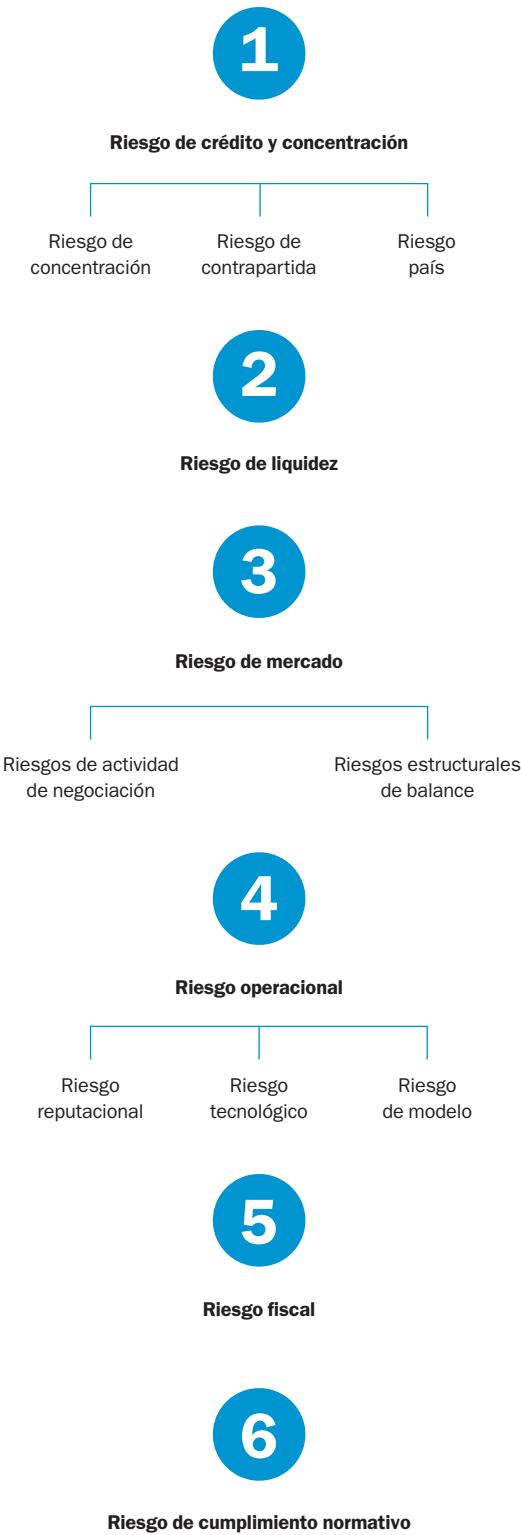 1
Riesgo de crédito y concentración
Riesgo de
concentración
Riesgo de
contrapartida
Riesgo
país
2
Riesgo de liquidez
3
Riesgo de mercado
Riesgos de actividad
de negociación
Riesgos estructurales
de balance
4
Riesgo operacional
Riesgo
reputacional
Riesgo
tecnológico
Riesgo
de modelo
5
Riesgo fiscal
6
Riesgo de cumplimiento normativo